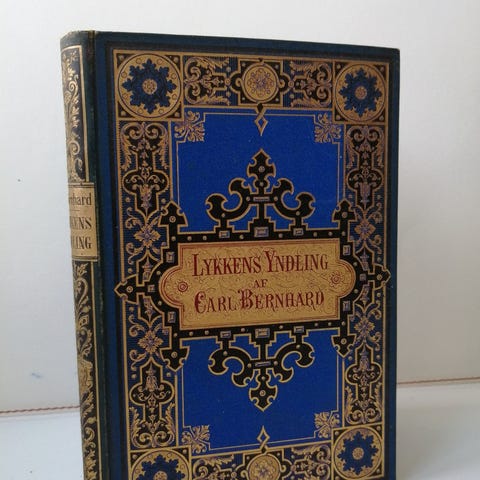 LYKKENS YNDLING
AF
CARL BERNHARD